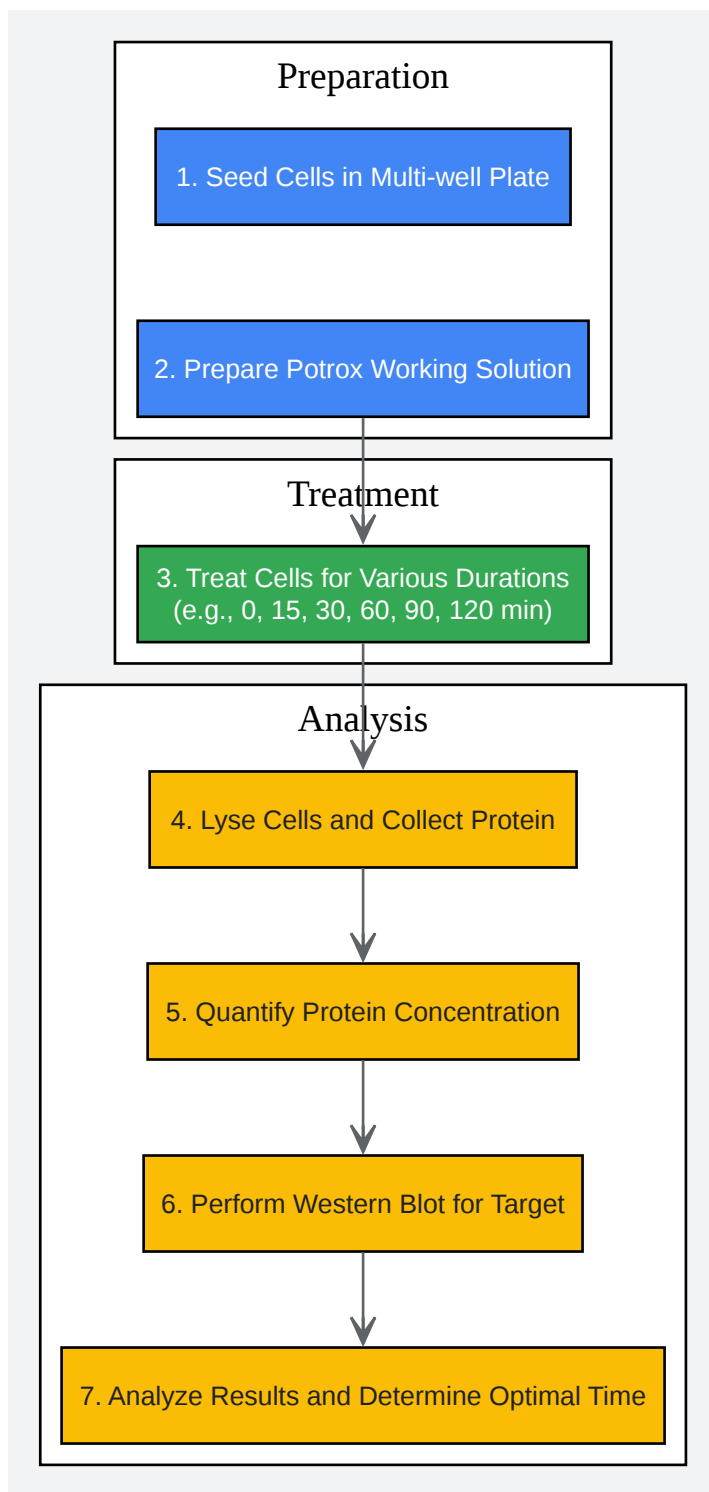 Preparation
1. Seed Cells in Multi-well Plate
2. Prepare Potrox Working Solution
Treatment
3. Treat Cells for Various Durations
(e.g., 0, 15, 30, 60, 90, 120 min)
Analysis
4. Lyse Cells and Collect Protein
5. Quantify Protein Concentration
6. Perform Western Blot for Target
7. Analyze Results and Determine Optimal Time